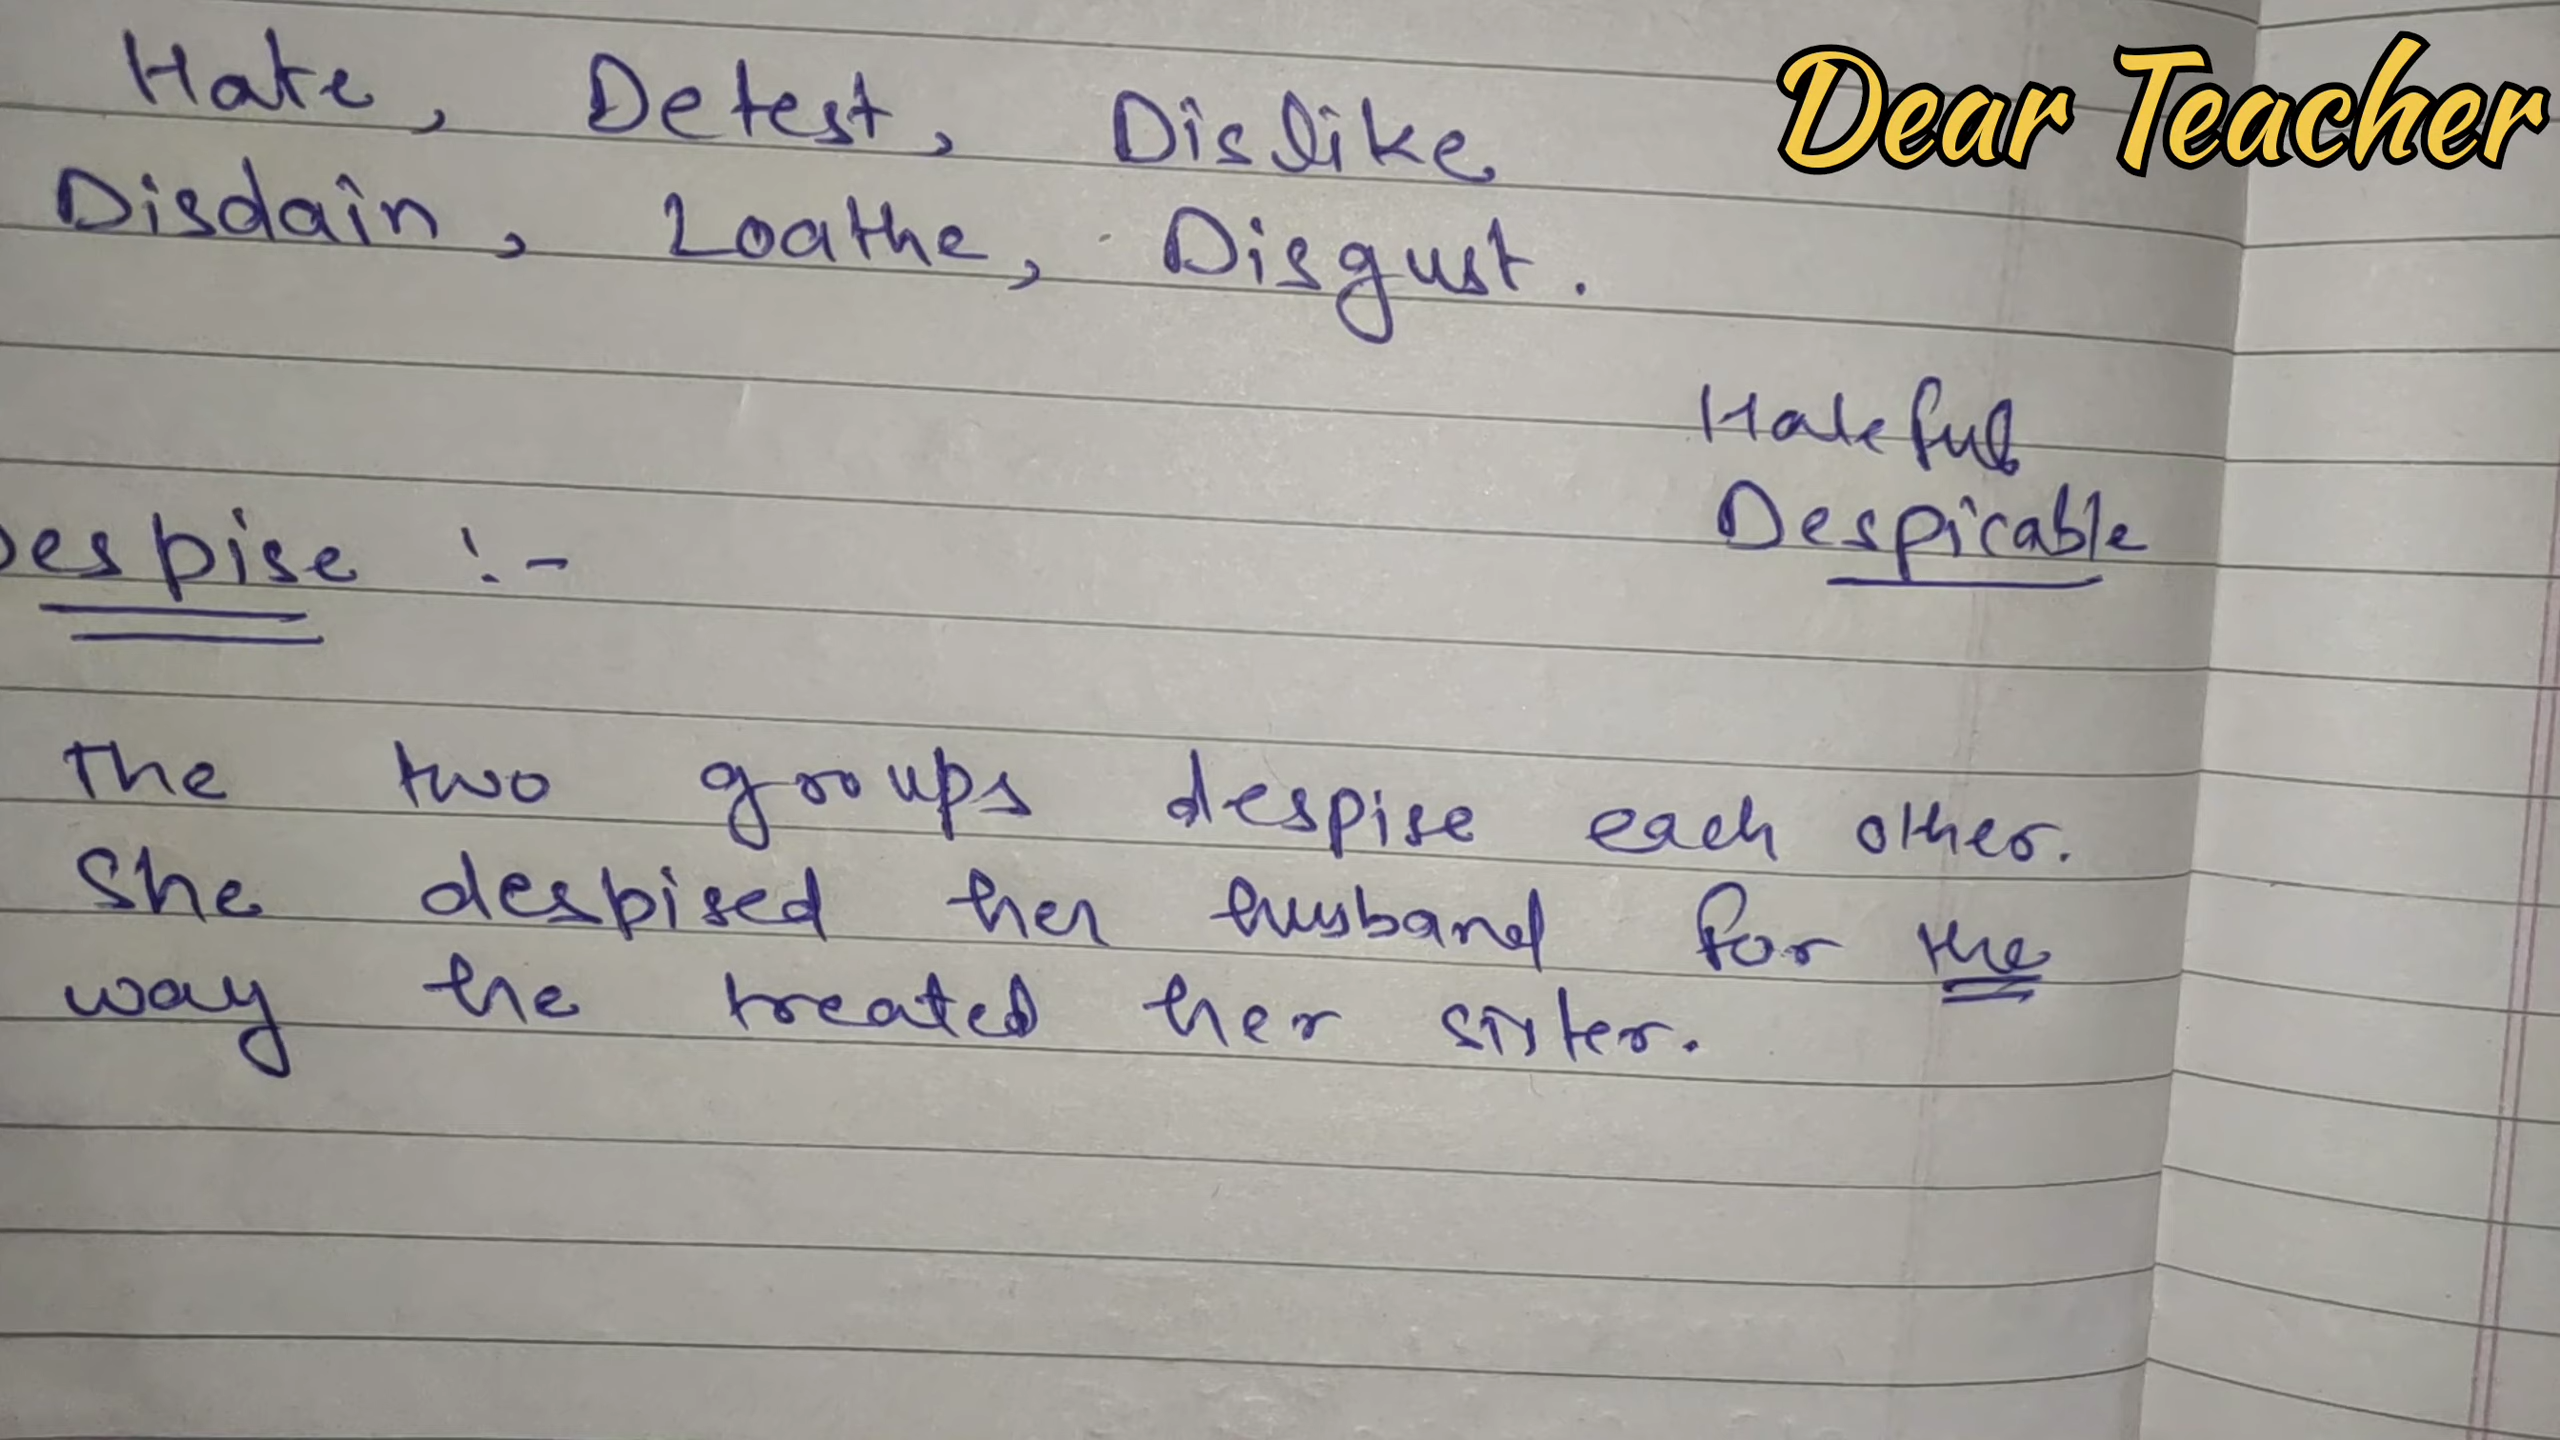 Hate, Detest, Dislike
Dear Teacher
Disdain, Loathe, Disgust.
Hateful
Despicable
Despise :-
The two groups despise each other.
She despised her husband for the
way he treated her sister.